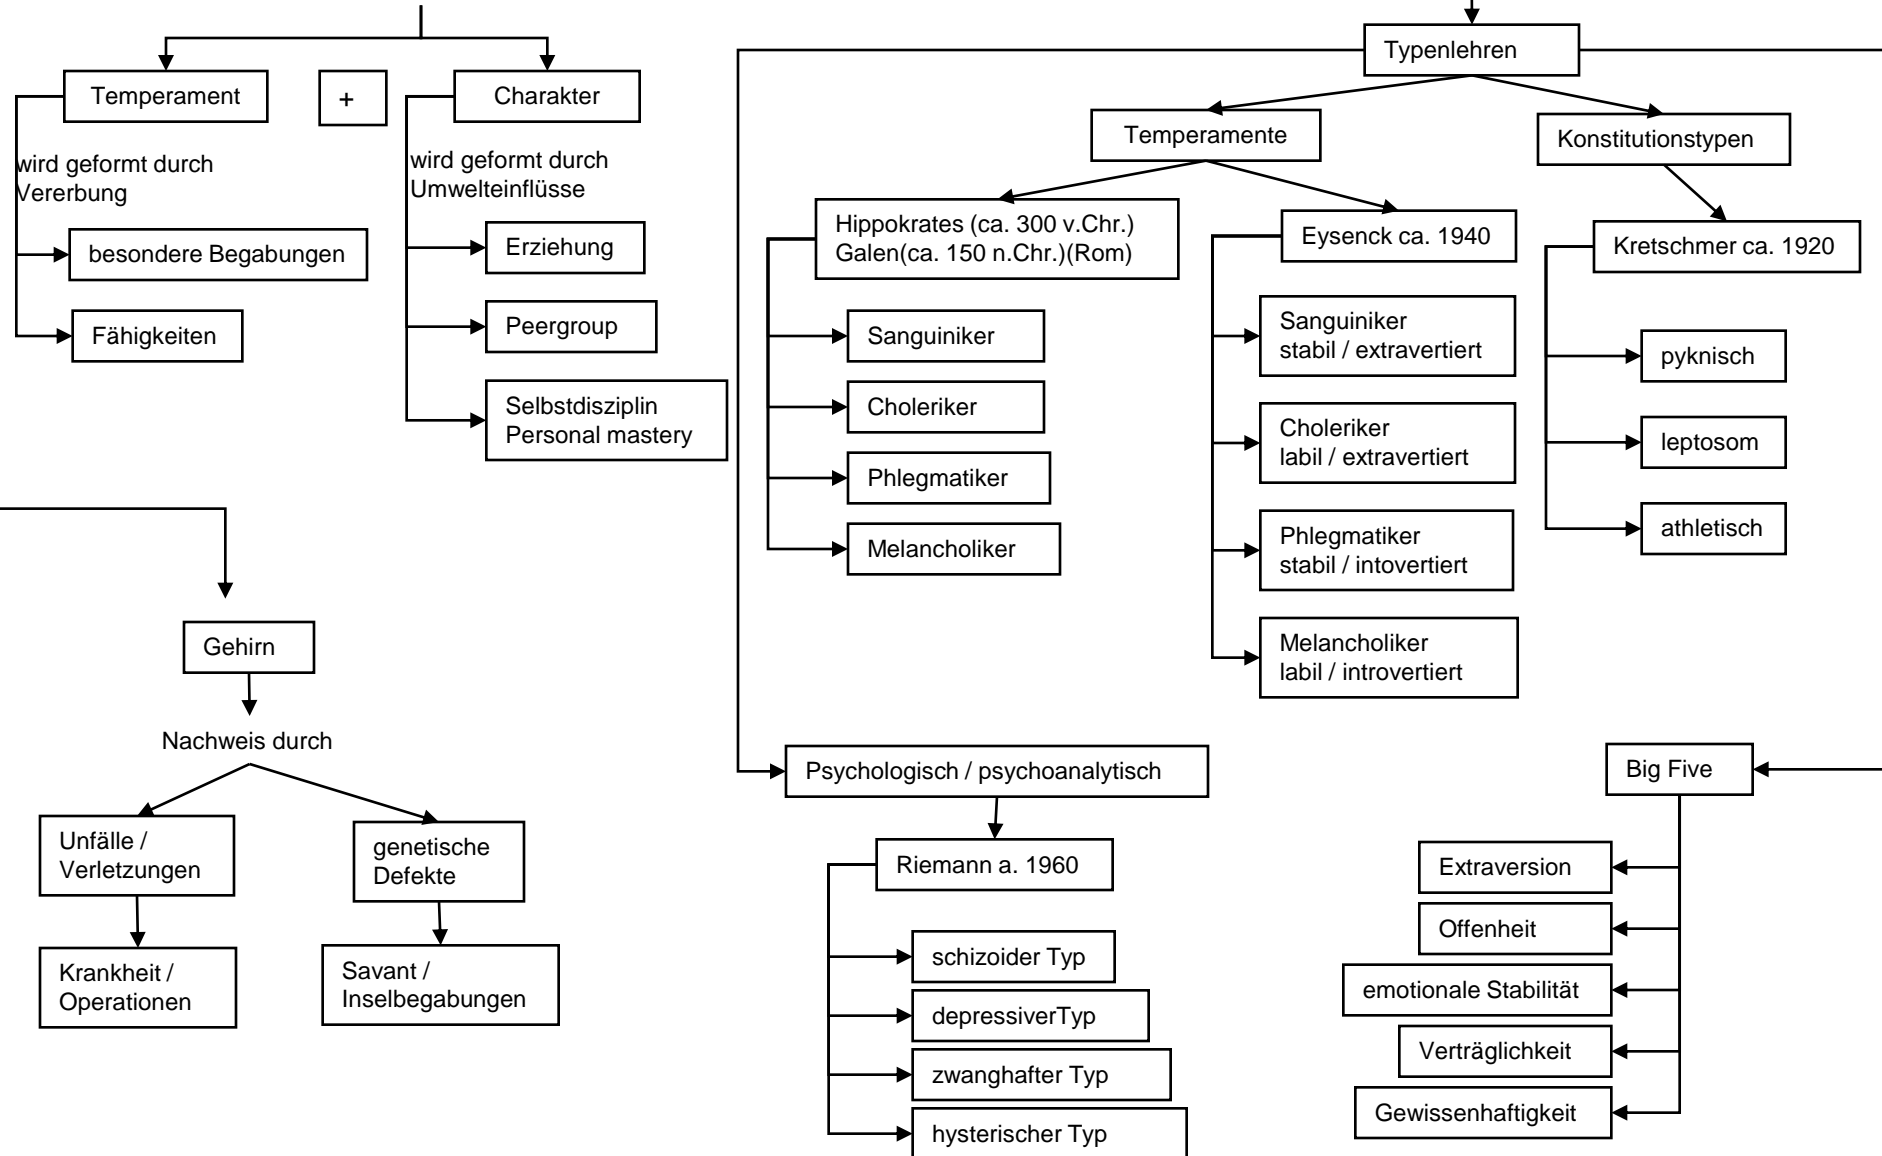 Temperament
+
Charakter
wird geformt durch
Vererbung
besondere Begabungen
Fähigkeiten
wird geformt durch
Umwelteinflüsse
Erziehung
Peergroup
Selbstdisziplin
Personal mastery
Gehirn
Nachweis durch
Unfälle /
Verletzungen
genetische
Defekte
Krankheit /
Operationen
Savant /
Inselbegabungen
Typenlehren
Temperamente
Konstitutionstypen
Hippokrates (ca. 300 v.Chr.)
Galen(ca. 150 n.Chr.)(Rom)
Sanguiniker
Choleriker
Phlegmatiker
Melancholiker
Eysenck ca. 1940
Sanguiniker
stabil / extravertiert
Choleriker
labil / extravertiert
Phlegmatiker
stabil / intovertiert
Melancholiker
labil / introvertiert
Kretschmer ca. 1920
pyknisch
leptosom
athletisch
Psychologisch / psychoanalytisch
Riemann a. 1960
schizoider Typ
depressiverTyp
zwanghafter Typ
hysterischer Typ
Big Five
Extraversion
Offenheit
emotionale Stabilität
Verträglichkeit
Gewissenhaftigkeit